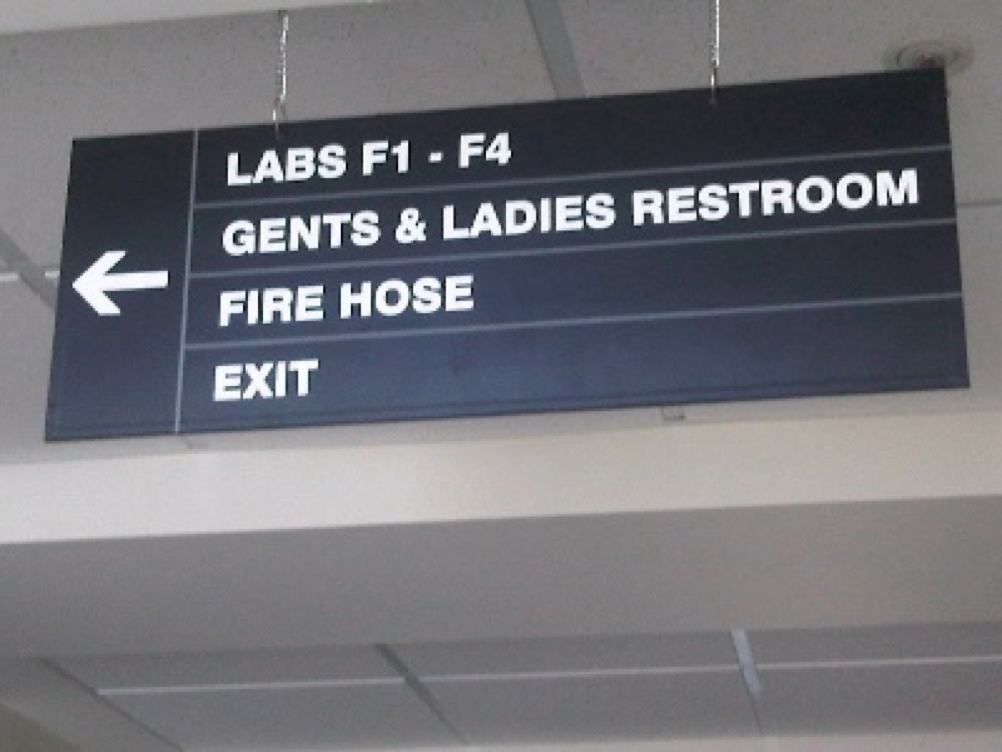 LABS F1 - F4
GENTS & LADIES RESTROOM
FIRE HOSE
EXIT